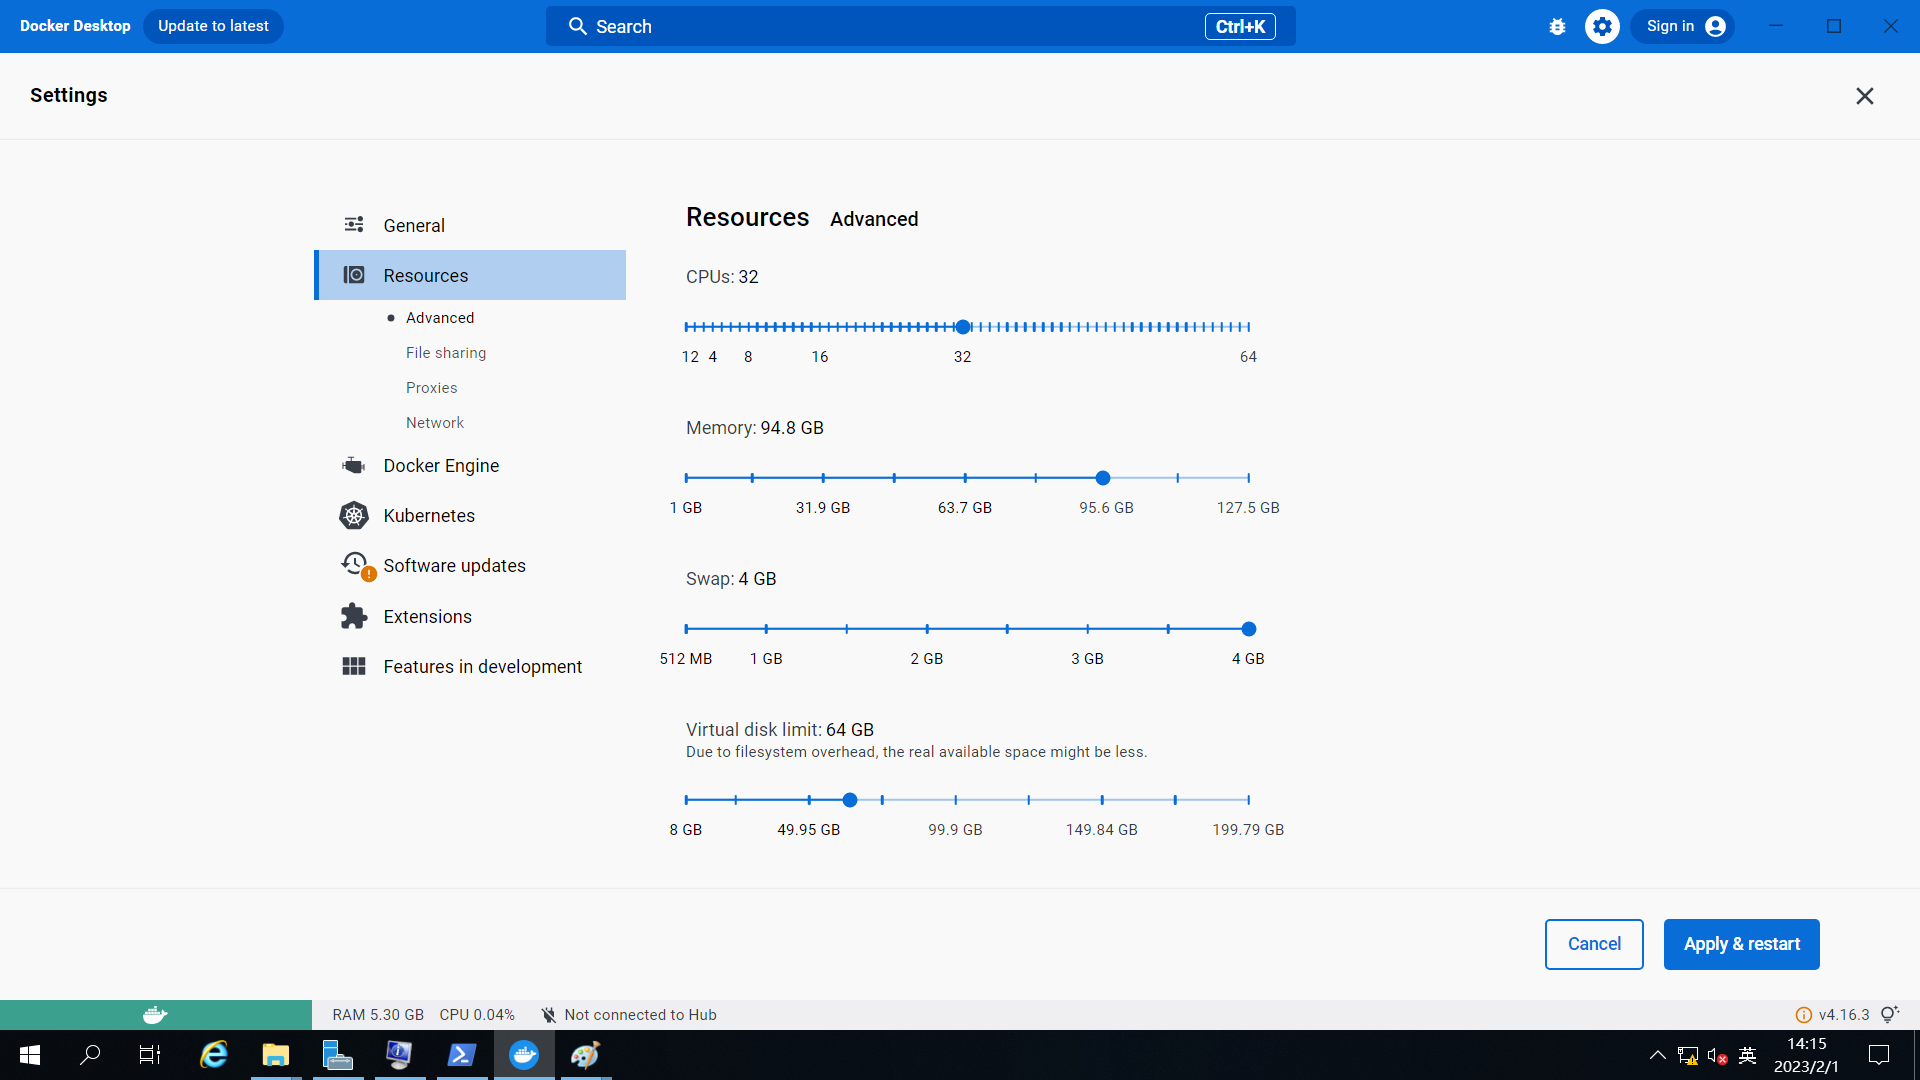 Docker Desktop
Update to latest
Search
Ctrl+K
Sign in
Settings
General
Resources
Advanced
File sharing
Proxies
Network
Docker Engine
Kubernetes
Software updates
Extensions
Features in development
Resources Advanced
CPUs: 32
12 4 8 16 32 64
Memory: 94.8 GB
1 GB 31.9 GB 63.7 GB 95.6 GB 127.5 GB
Swap: 4 GB
512 MB 1 GB 2 GB 3 GB 4 GB
Virtual disk limit: 64 GB
Due to filesystem overhead, the real available space might be less.
8 GB 49.95 GB 99.9 GB 149.84 GB 199.79 GB
Cancel
Apply & restart
RAM 5.30 GB CPU 0.04% Not connected to Hub
v4.16.3
英
14:15
2023/2/1